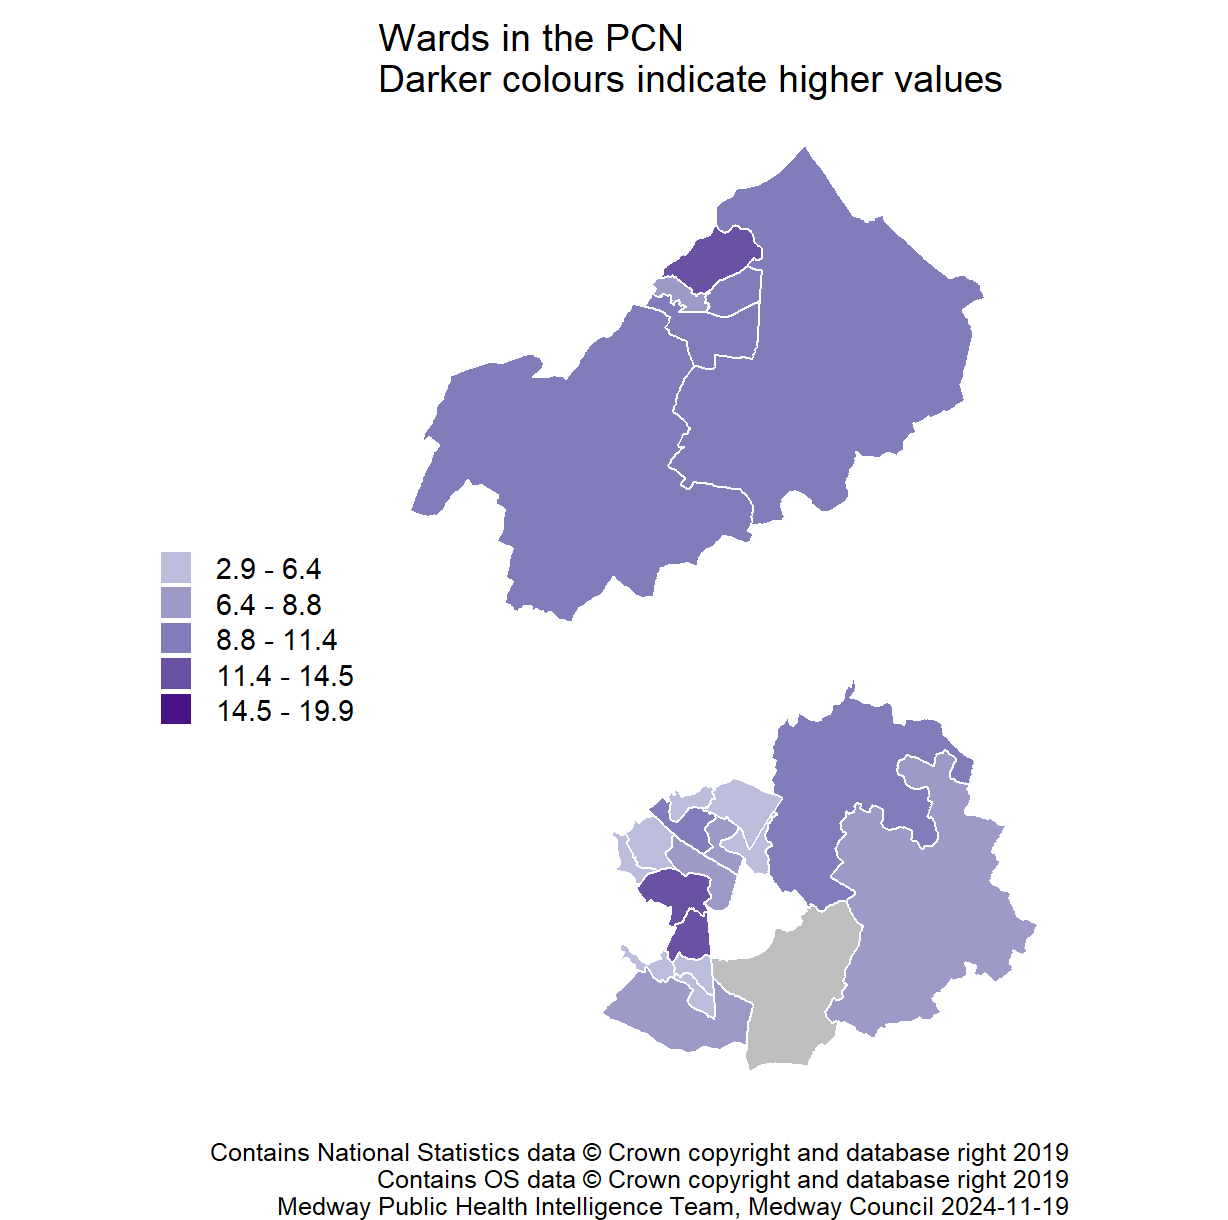 Wards in the PCN
Darker colours indicate higher values
2.9 - 6.4
6.4 - 8.8
8.8 - 11.4
11.4 - 14.5
14.5 - 19.9
Contains National Statistics data © Crown copyright and database right 2019
Contains OS data © Crown copyright and database right 2019
Medway Public Health Intelligence Team, Medway Council 2024-11-19